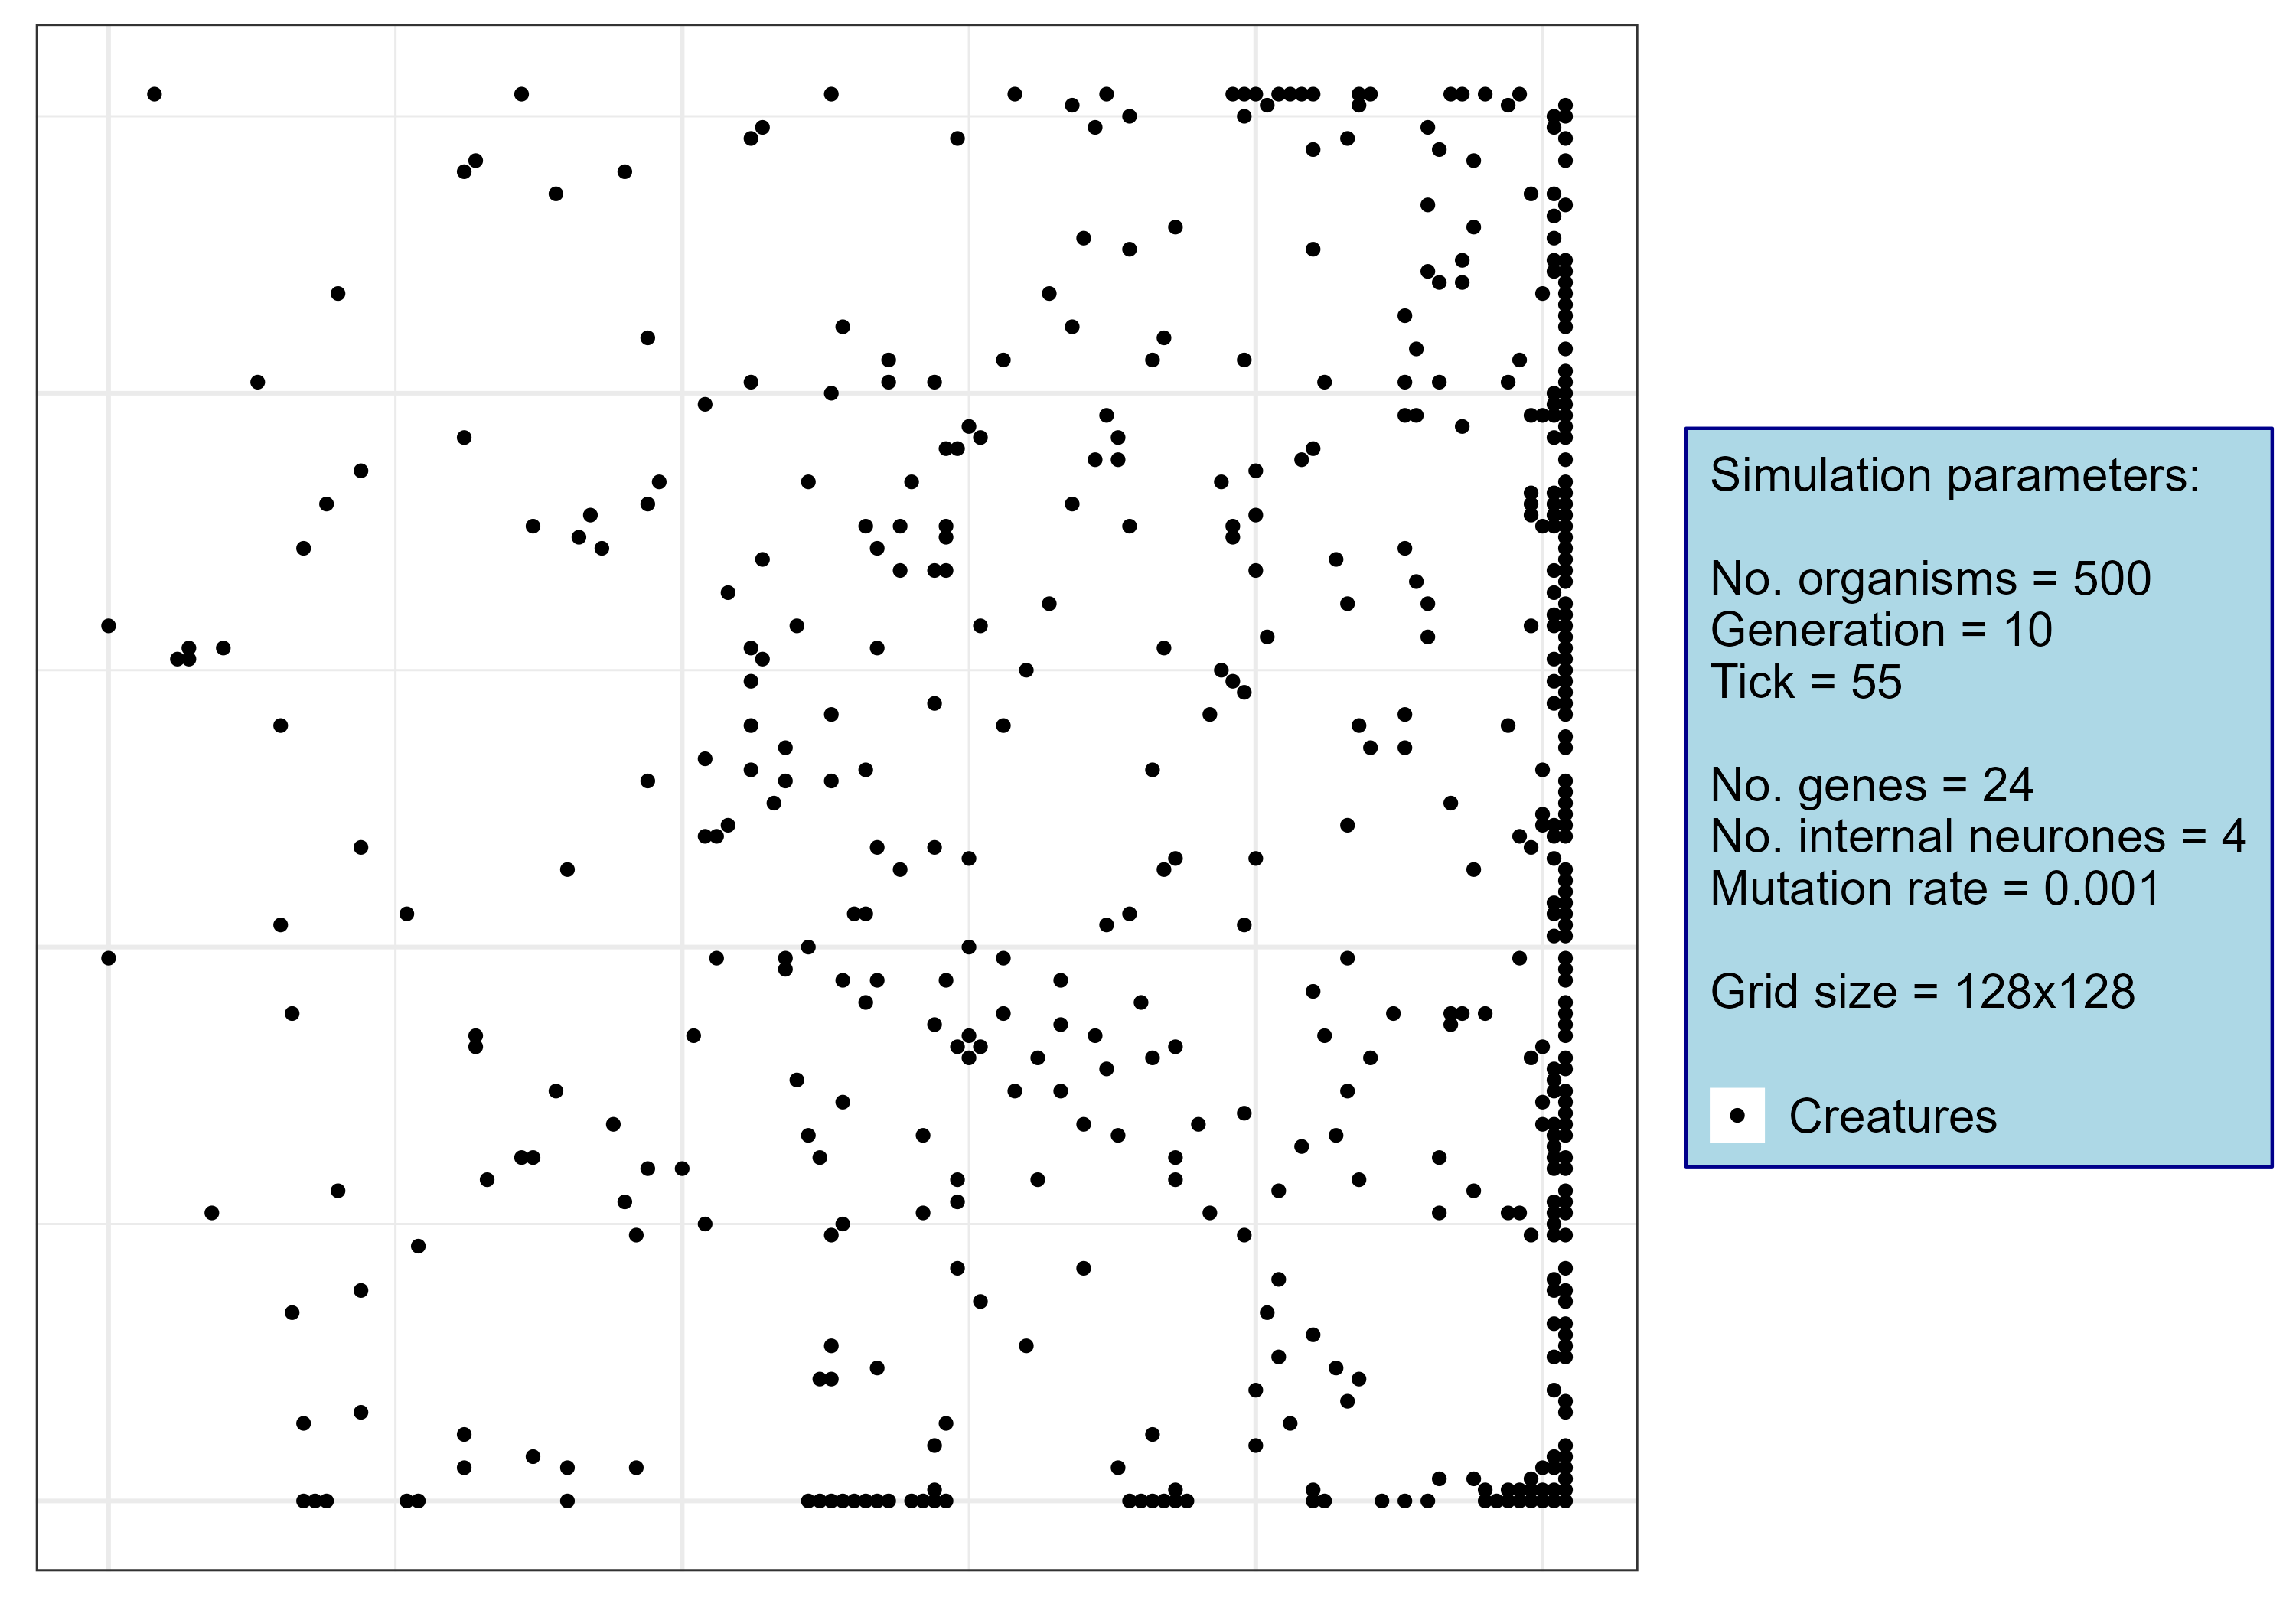 Simulation parameters:
No. organisms = 500
Generation = 10
Tick = 55
No. genes = 24
No. internal neurones = 4
Mutation rate = 0.001
Grid size = 128x128
Creatures